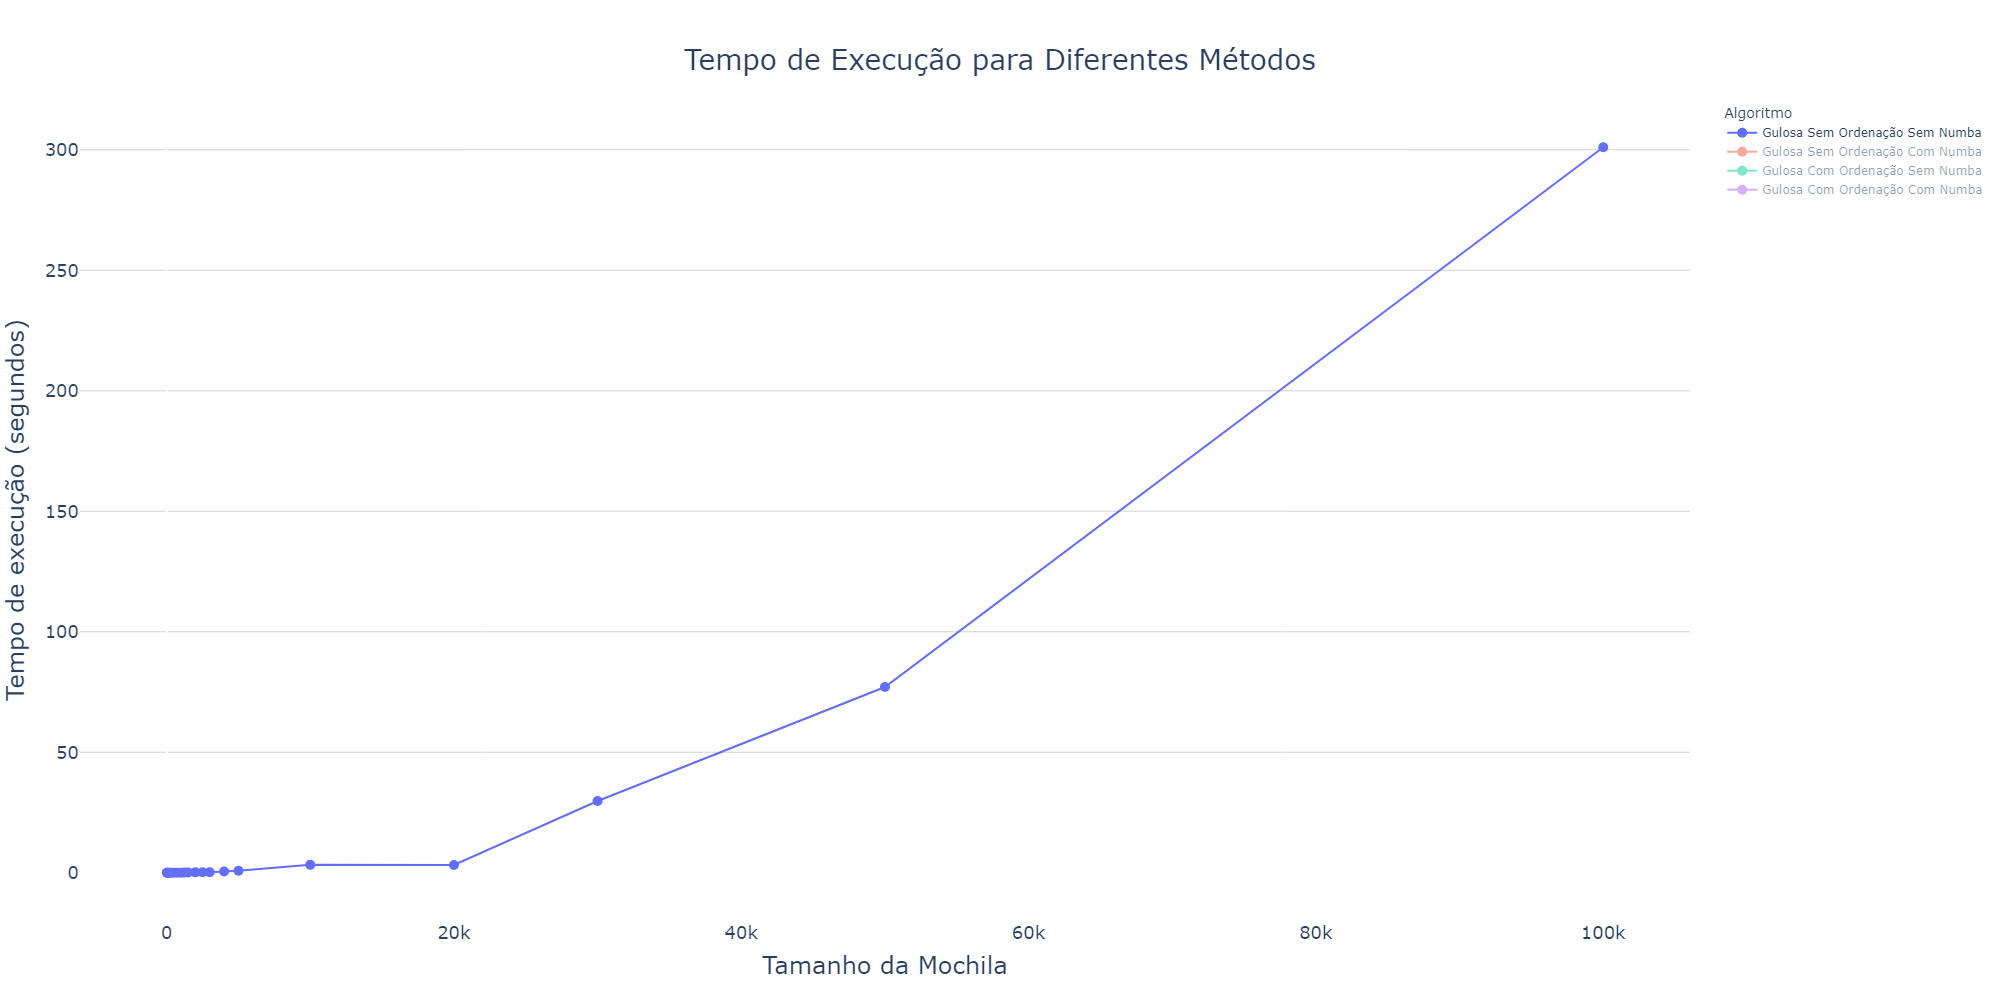 Tempo de Execução para Diferentes Métodos
Algoritmo
Gulosa Sem Ordenação Sem Numba
Gulosa Sem Ordenação Com Numba
Gulosa Com Ordenação Sem Numba
Gulosa Com Ordenação Com Numba
Tempo de execução (segundos)
300
250
200
150
100
50
0
0 20k 40k 60k 80k 100k
Tamanho da Mochila